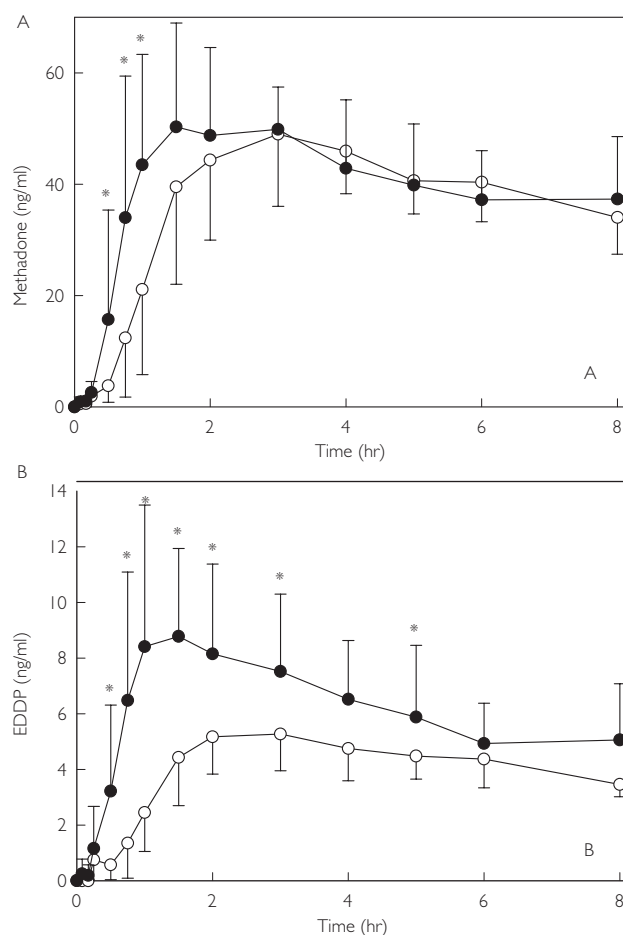 A
* * *
60
40
20
0
Methadone (ng/ml)
A
0 2 4 6 8
Time (hr)
B
14
12
10
8
6
4
2
0
* * * * * * *
EDDP (ng/ml)
B
0 2 4 6 8
Time (hr)